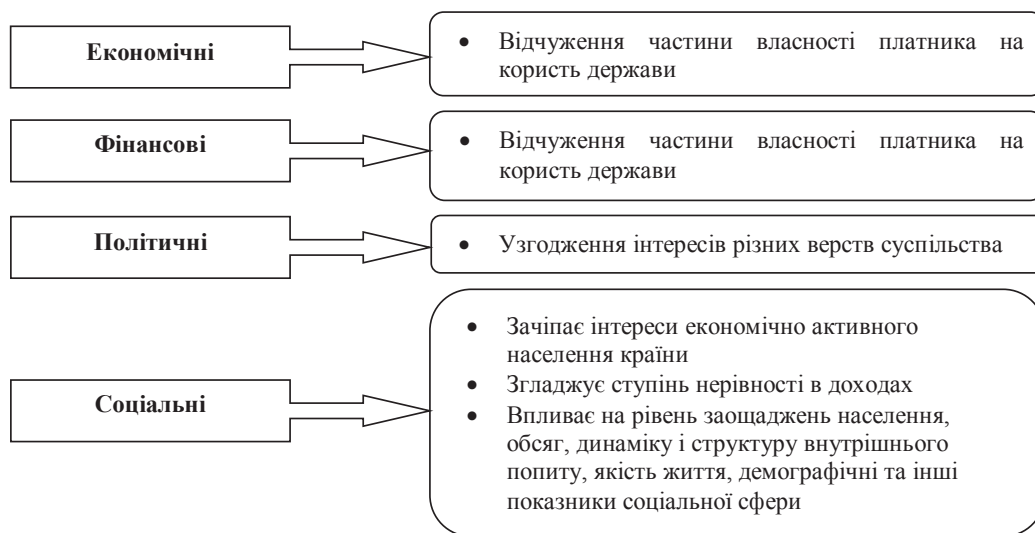 Економічні
• Відчуження частини власності платника на
користь держави
Фінансові
• Відчуження частини власності платника на
користь держави
Політичні
• Узгодження інтересів різних верств суспільства
Соціальні
• Зачіпає інтереси економічно активного
населення країни
• Згладжує ступінь нерівності в доходах
• Впливає на рівень заощаджень населення,
обсяг, динаміку і структуру внутрішнього
попиту, якість життя, демографічні та інші
показники соціальної сфери